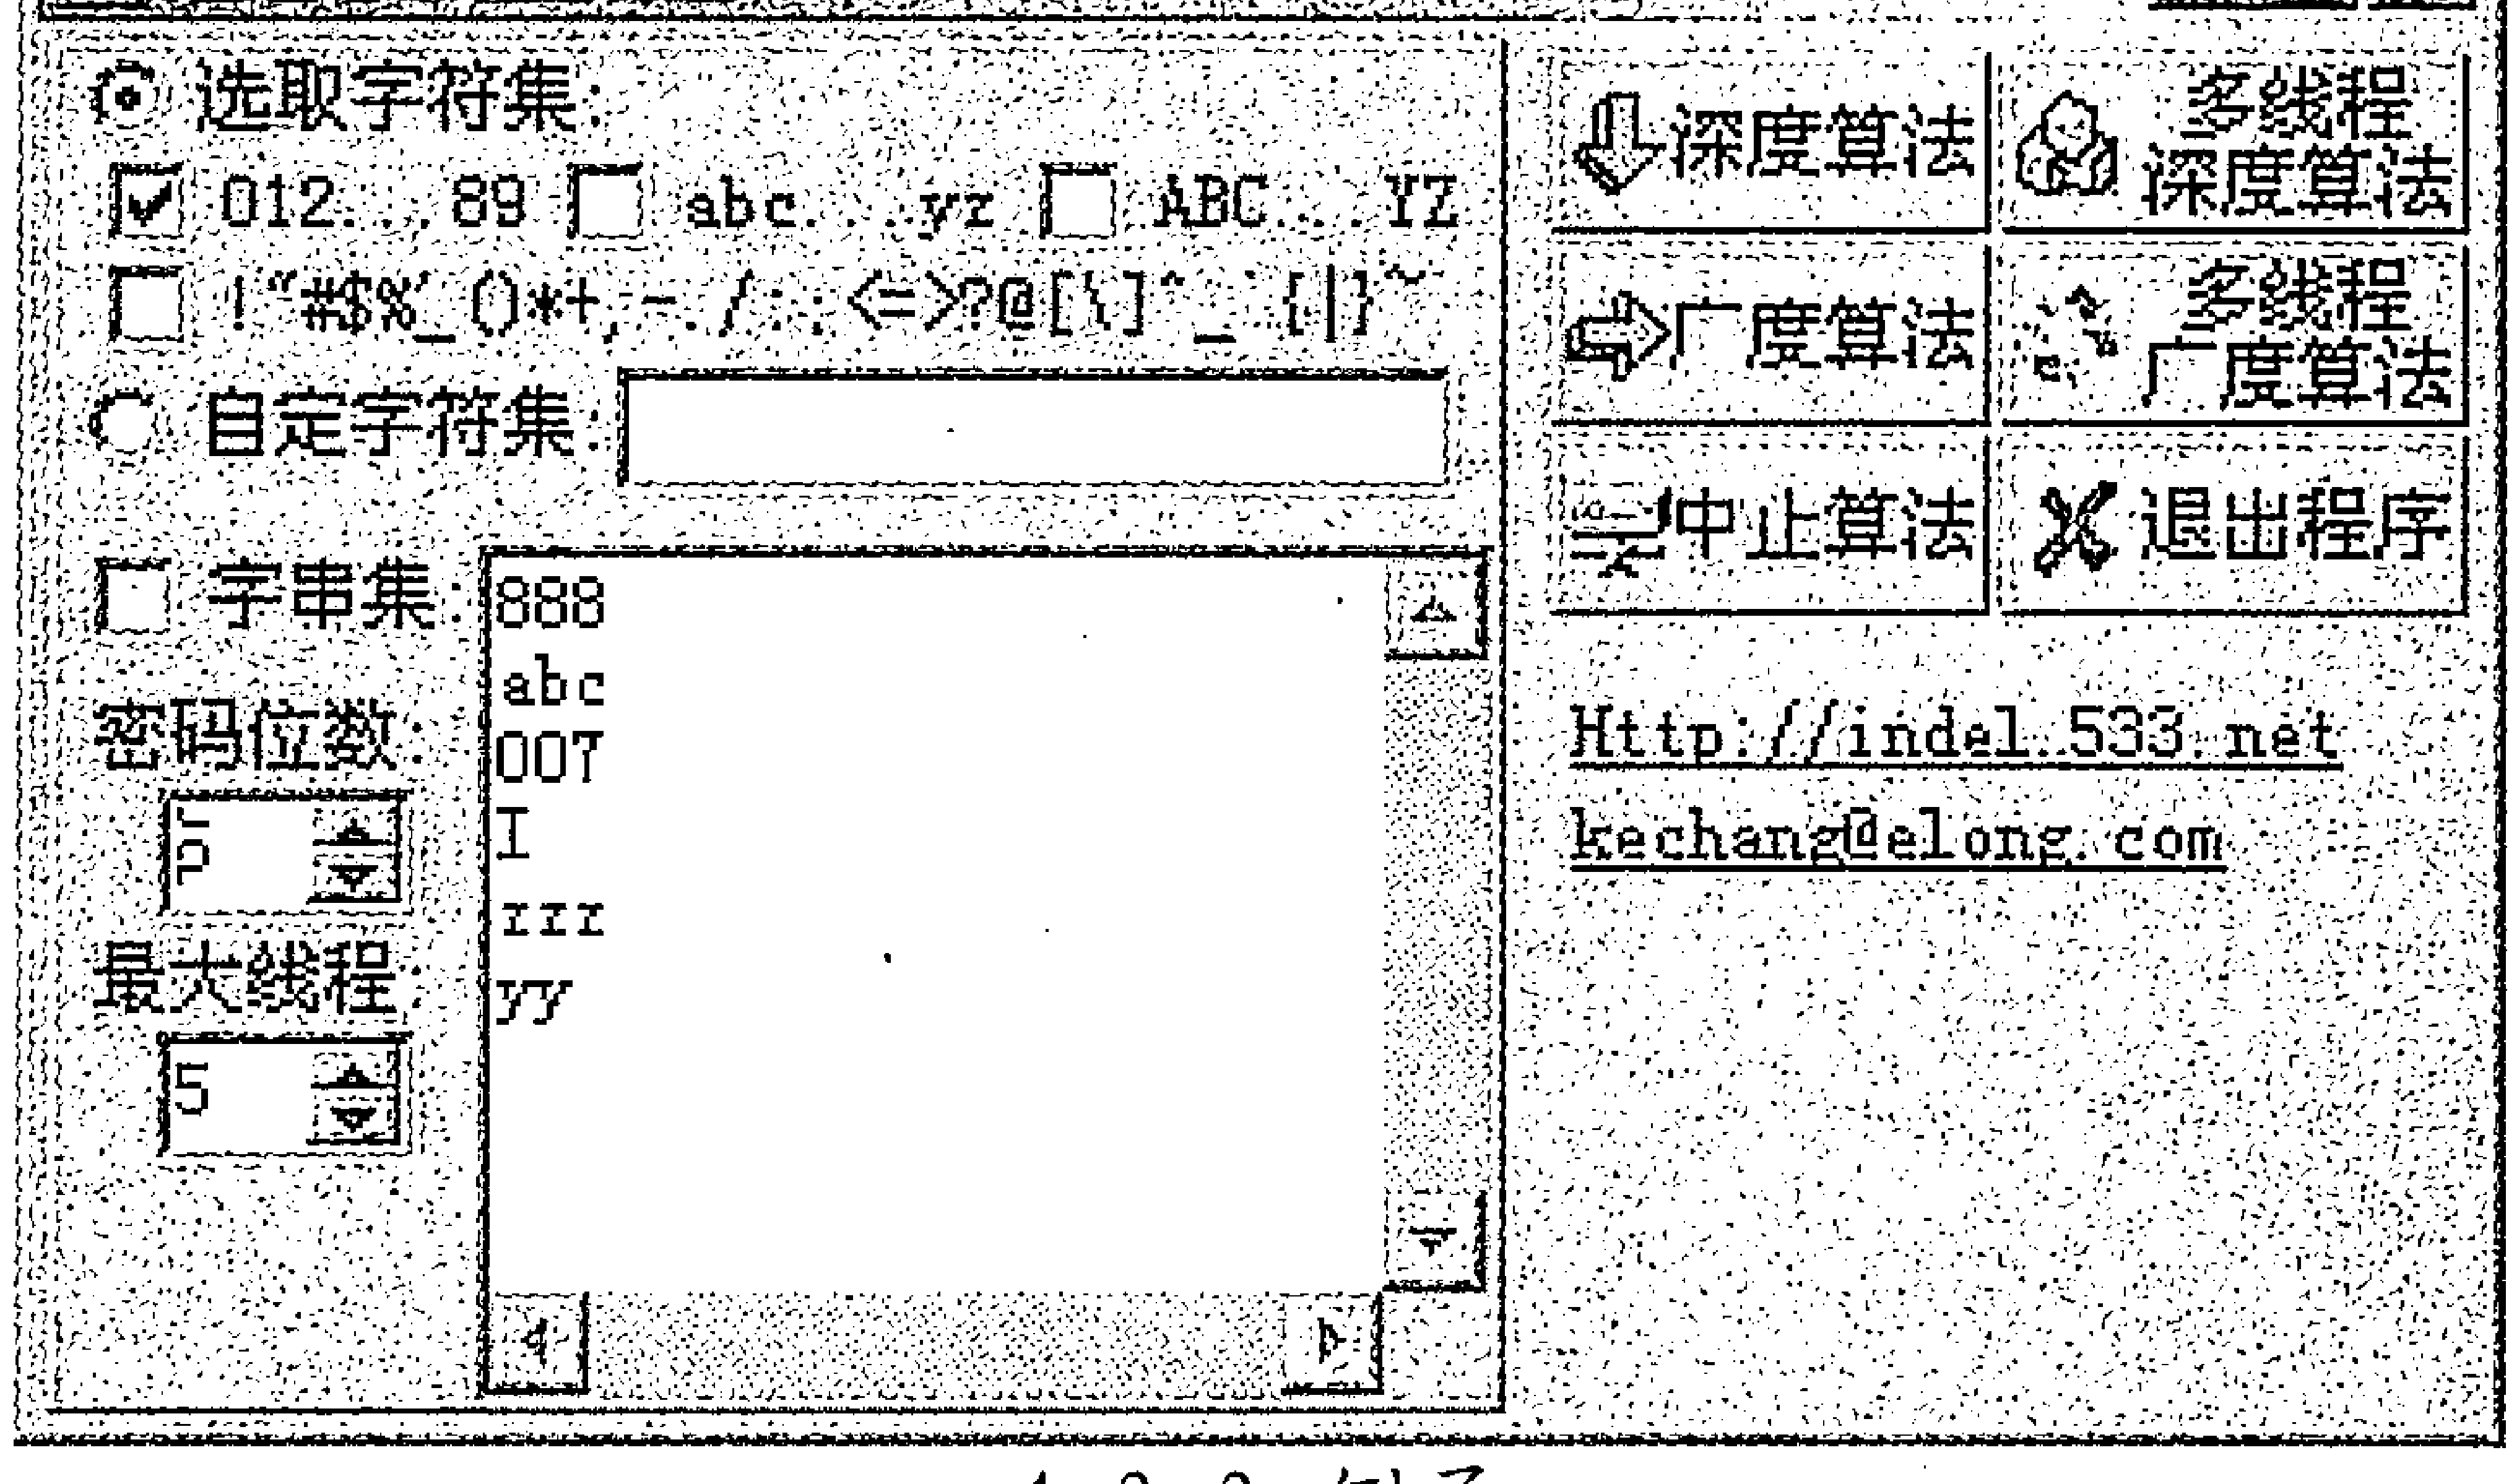 选取字符集:
012...89 abc...yz ABC...YZ
!"#$%_()*+,-./:;<=>?@[\]^_`{|}~
自定字符集:
字串集:
888
abc
007
I
rrr
yy
密码位数:
5
最大线程:
5
深度算法
多线程
深度算法
广度算法
多线程
广度算法
中止算法
退出程序
Http://indel.533.net
kechang@elong.com